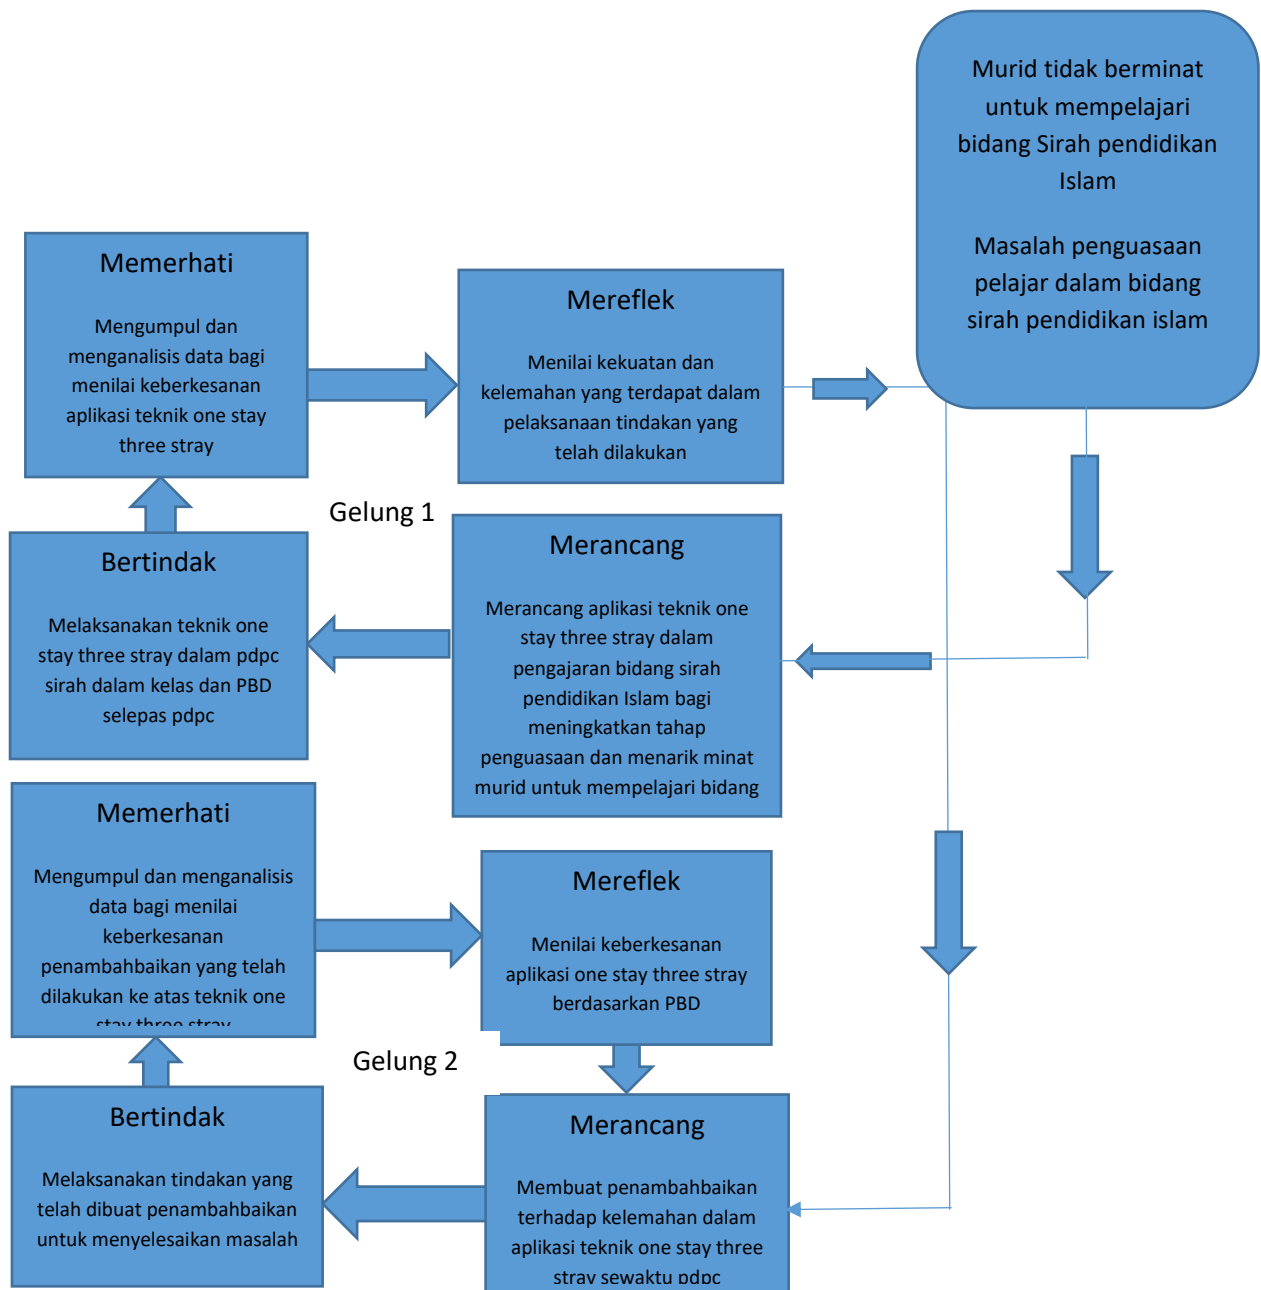 Murid tidak berminat
untuk mempelajari
bidang Sirah pendidikan
Islam
Masalah penguasaan
pelajar dalam bidang
sirah pendidikan islam
Memerhati
Mengumpul dan
menganalisis data bagi
menilai keberkesanan
aplikasi teknik one stay
three stray
Mereflek
Menilai kekuatan dan
kelemahan yang terdapat dalam
pelaksanaan tindakan yang
telah dilakukan
Gelung 1
Bertindak
Melaksanakan teknik one
stay three stray dalam pdpc
sirah dalam kelas dan PBD
selepas pdpc
Merancang
Merancang aplikasi teknik one
stay three stray dalam
pengajaran bidang sirah
pendidikan Islam bagi
meningkatkan tahap
penguasaan dan menarik minat
murid untuk mempelajari bidang
Memerhati
Mengumpul dan menganalisis
data bagi menilai
keberkesanan
penambahbaikan yang telah
dilakukan ke atas teknik one
stay three stray
Mereflek
Menilai keberkesanan
aplikasi one stay three stray
berdasarkan PBD
Gelung 2
Bertindak
Melaksanakan tindakan yang
telah dibuat penambahbaikan
untuk menyelesaikan masalah
Merancang
Membuat penambahbaikan
terhadap kelemahan dalam
aplikasi teknik one stay three
stray sewaktu pdpc